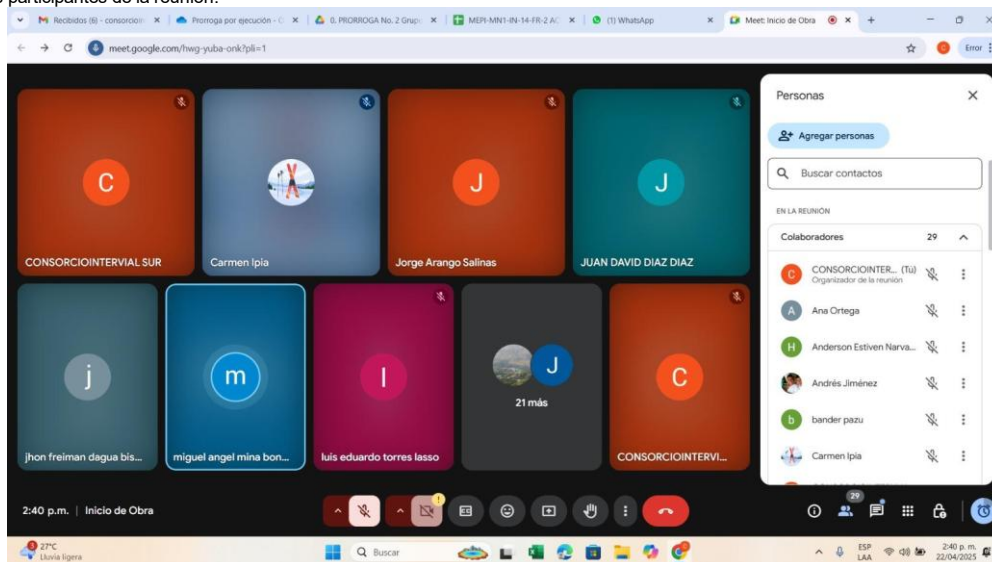 s participantes de la reunión.
Recibidos (6) - consorcion
Prorroga por ejecución - C
0. PRORROGA No. 2 Grup
MEPI-MN1-IN-14-FR-2 AC
(1) WhatsApp
Meet: Inicio de Obra
meet.google.com/hwg-yuba-onk?pli=1
Error
C
CONSORCIOINTERVIAL SUR
Carmen Ipia
J
Jorge Arango Salinas
J
JUAN DAVID DIAZ DIAZ
j
jhon freiman dagua bis...
m
miguel angel mina bon...
l
luis eduardo torres lasso
J
21 más
C
CONSORCIOINTERVI...
Personas
Agregar personas
Buscar contactos
EN LA REUNIÓN
Colaboradores 29
C CONSORCIOINTER... (Tú)
Organizador de la reunión
A Ana Ortega
H Anderson Estiven Narva...
Andrés Jiménez
b bander pazu
Carmen Ipia
2:40 p.m. | Inicio de Obra
29
27°C
Lluvia ligera
Buscar
ESP
LAA
2:40 p. m.
22/04/2025